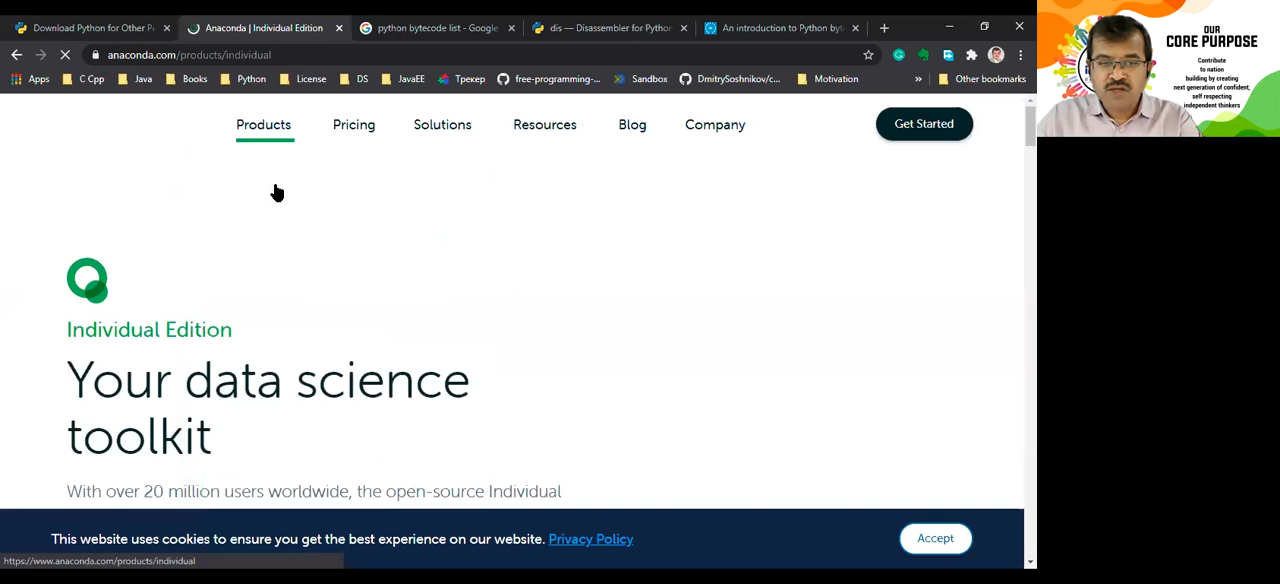 Download Python for Other P
Anaconda | Individual Edition
python bytecode list - Google
dis — Disassembler for Python
An introduction to Python by
anaconda.com/products/individual
Apps
C Cpp
Java
Books
Python
License
DS
JavaEE
Трекер
free-programming-...
Sandbox
DmitrySoshnikov/c...
Motivation
»
Other bookmarks
Products
Pricing
Solutions
Resources
Blog
Company
Get Started
Individual Edition
Your data science
toolkit
With over 20 million users worldwide, the open-source Individual
This website uses cookies to ensure you get the best experience on our website. Privacy Policy
Accept
https://www.anaconda.com/products/individual
OUR
CORE PURPOSE
Contribute
to nation
building by creating
next generation of confident,
self respecting
independent thinkers